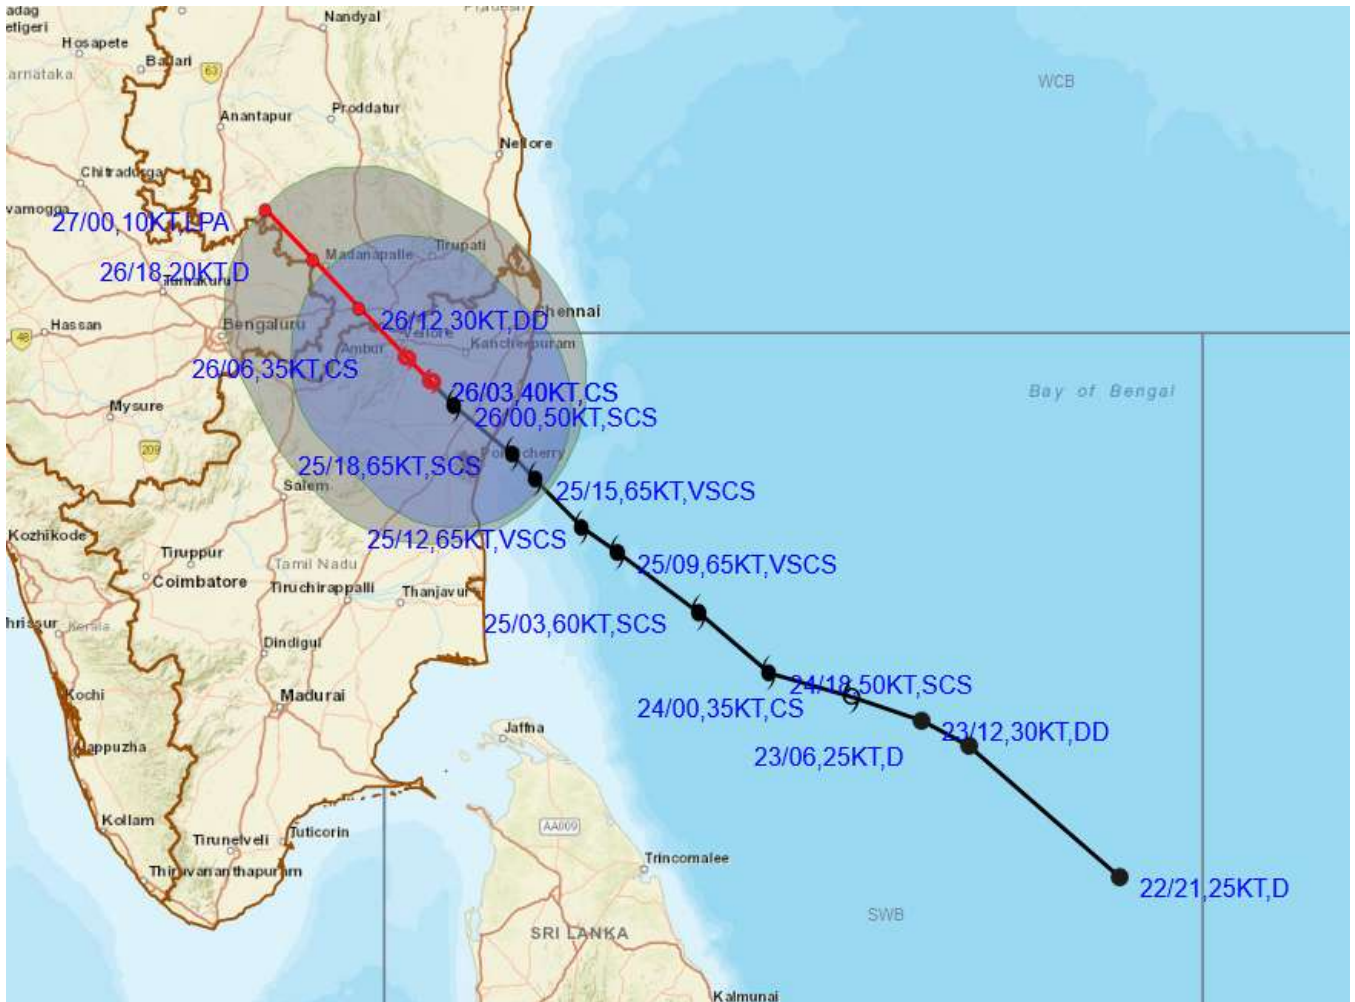 adag
etigeri
Nandyal
Pradesh
Hosapete
Ballari
arnataka
63
WCB
Anantapur
Proddatur
Nellore
Chitradurga
vamogga
27/00,10KT,LPA
Madanapalle
Tirupati
26/18,20KT,D
Tumakuru
Hassan
48
Bengaluru
Chennai
26/12,30KT,DD
Vellore
Ambur
Kancheepuram
26/06,35KT,CS
26/03,40KT,CS
Bay of Bengal
Mysure
26/00,50KT,SCS
209
Pondicherry
25/18,65KT,SCS
Salem
25/15,65KT,VSCS
Kozhikode
25/12,65KT,VSCS
Tiruppur
Tamil Nadu
25/09,65KT,VSCS
Coimbatore
Tiruchirappalli
Thanjavur
hrissur
Kerala
25/03,60KT,SCS
Dindigul
Kochi
Madurai
24/18,50KT,SCS
24/00,35KT,CS
Jaffna
23/12,30KT,DD
Alappuzha
23/06,25KT,D
Kollam
Tirunelveli
Tuticorin
AA009
Trincomalee
Thiruvananthapuram
22/21,25KT,D
SWB
SRI LANKA
Kalmunai